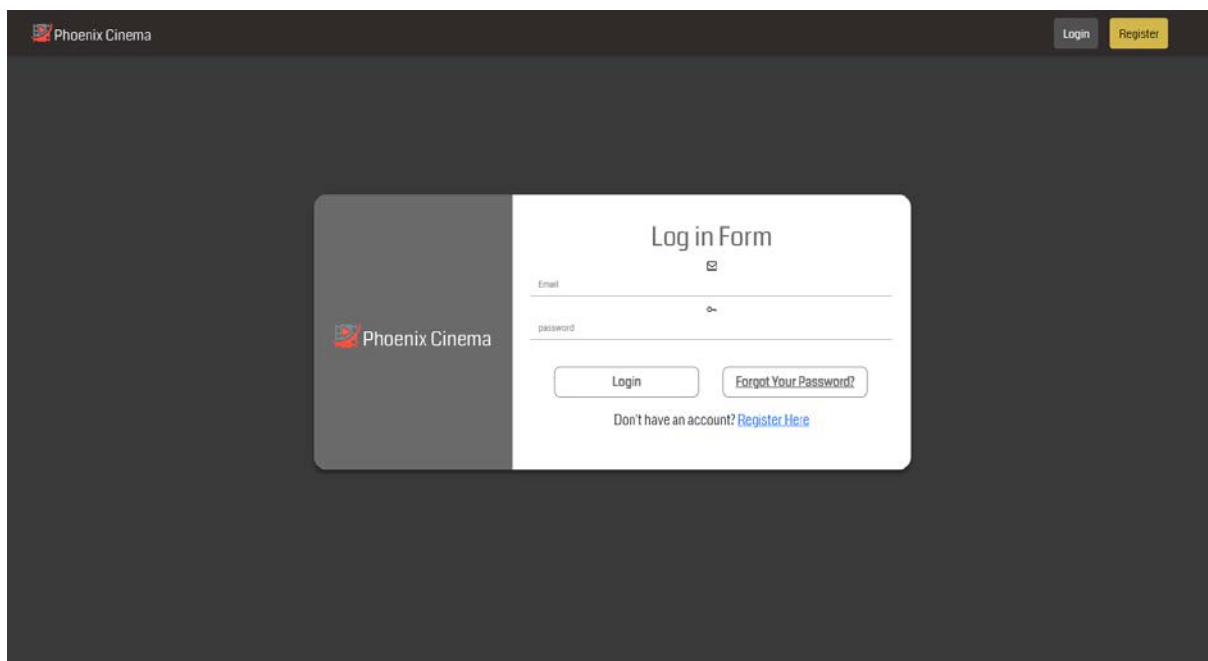 Phoenix Cinema
Login
Register
Log in Form
Email
password
Phoenix Cinema
Login
Forgot Your Password?
Don't have an account? Register Here